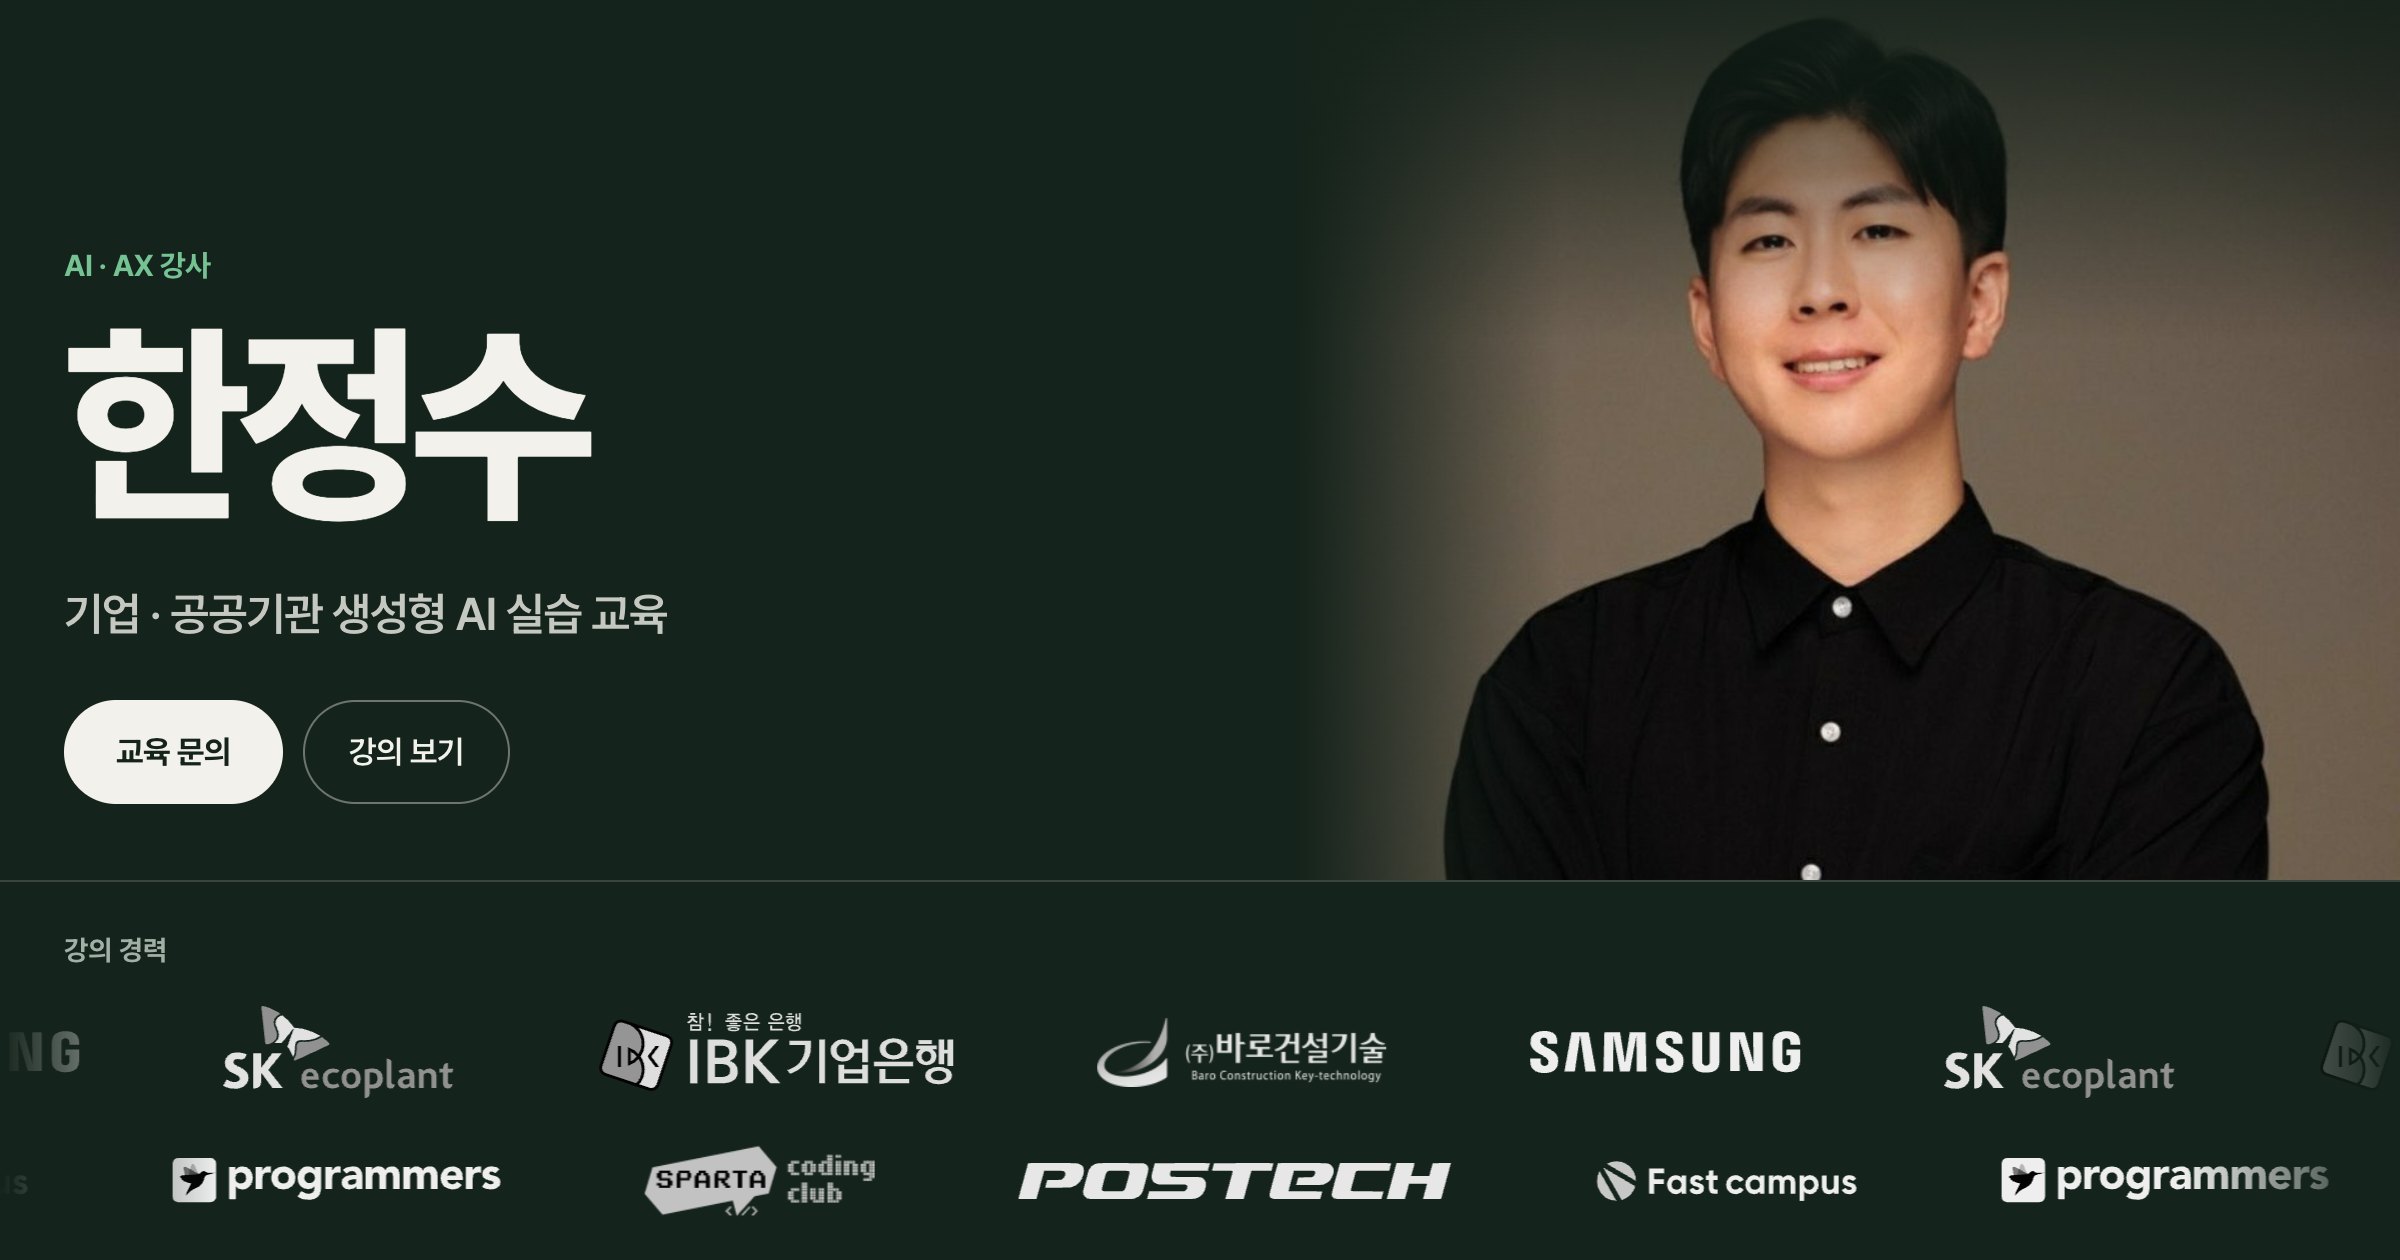 AI · AX 강사
한정수
기업 · 공공기관 생성형 AI 실습 교육
교육 문의
강의 보기
강의 경력
NG
SK ecoplant
참! 좋은 은행
IBK 기업은행
(주)바로건설기술
Baro Construction Key-technology
SAMSUNG
SK ecoplant
us
programmers
SPARTA
coding
club
</>
POSTECH
Fast campus
programmers